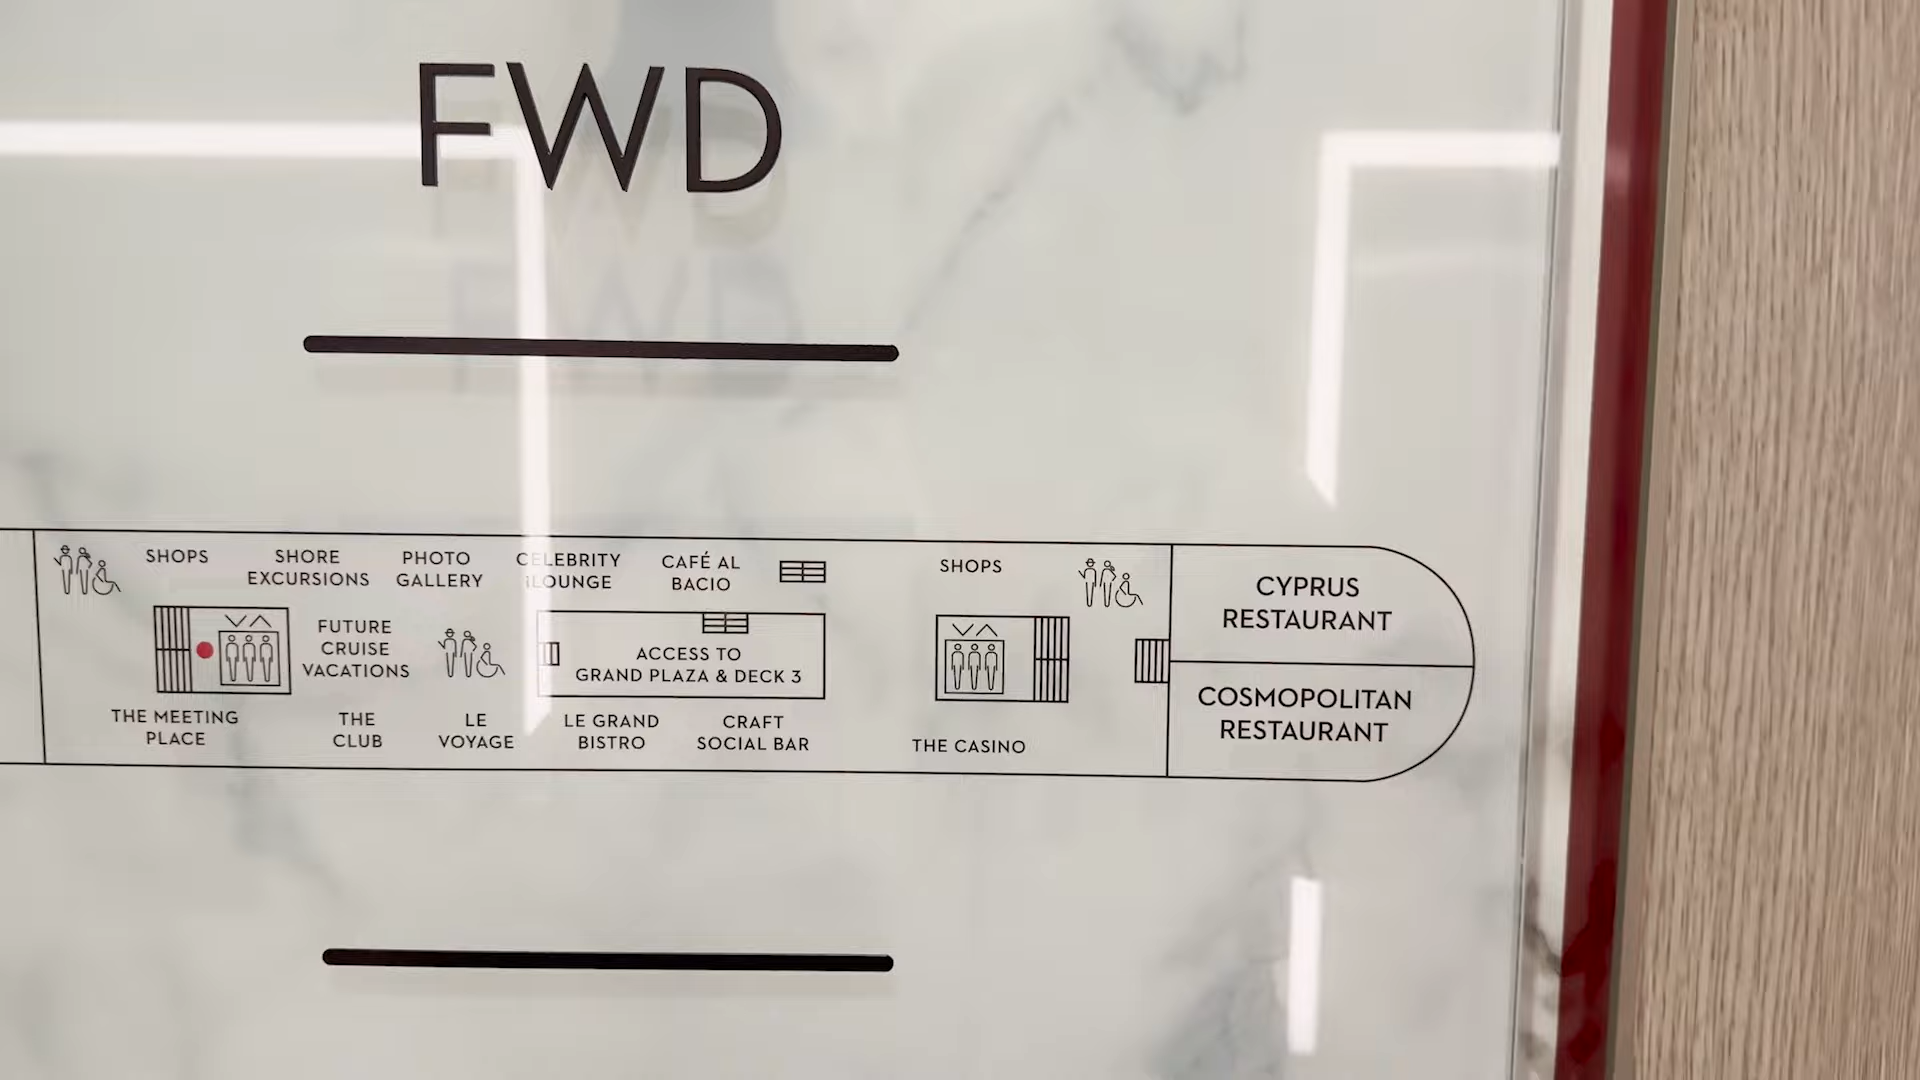 FWD
SHOPS
SHORE
EXCURSIONS
PHOTO
GALLERY
CELEBRITY
iLOUNGE
CAFÉ AL
BACIO
SHOPS
CYPRUS
RESTAURANT
FUTURE
CRUISE
VACATIONS
ACCESS TO
GRAND PLAZA & DECK 3
COSMOPOLITAN
RESTAURANT
THE MEETING
PLACE
THE
CLUB
LE
VOYAGE
LE GRAND
BISTRO
CRAFT
SOCIAL BAR
THE CASINO